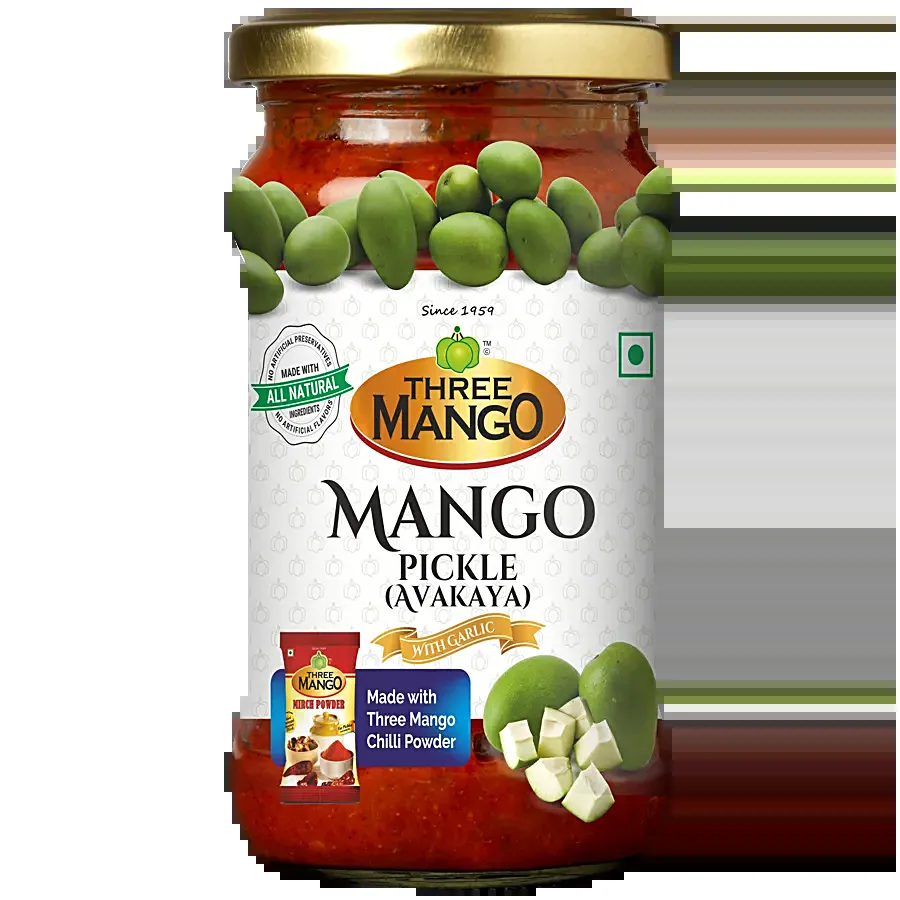 Since 1959
TM
©
THREE
MANGO
NO ARTIFICIAL PRESERVATIVES
MADE WITH
ALL NATURAL
INGREDIENTS
NO ARTIFICIAL FLAVORS
MANGO
PICKLE
(AVAKAYA)
WITH GARLIC
THREE
MANGO
MIRCH POWDER
Made with
Three Mango
Chilli Powder